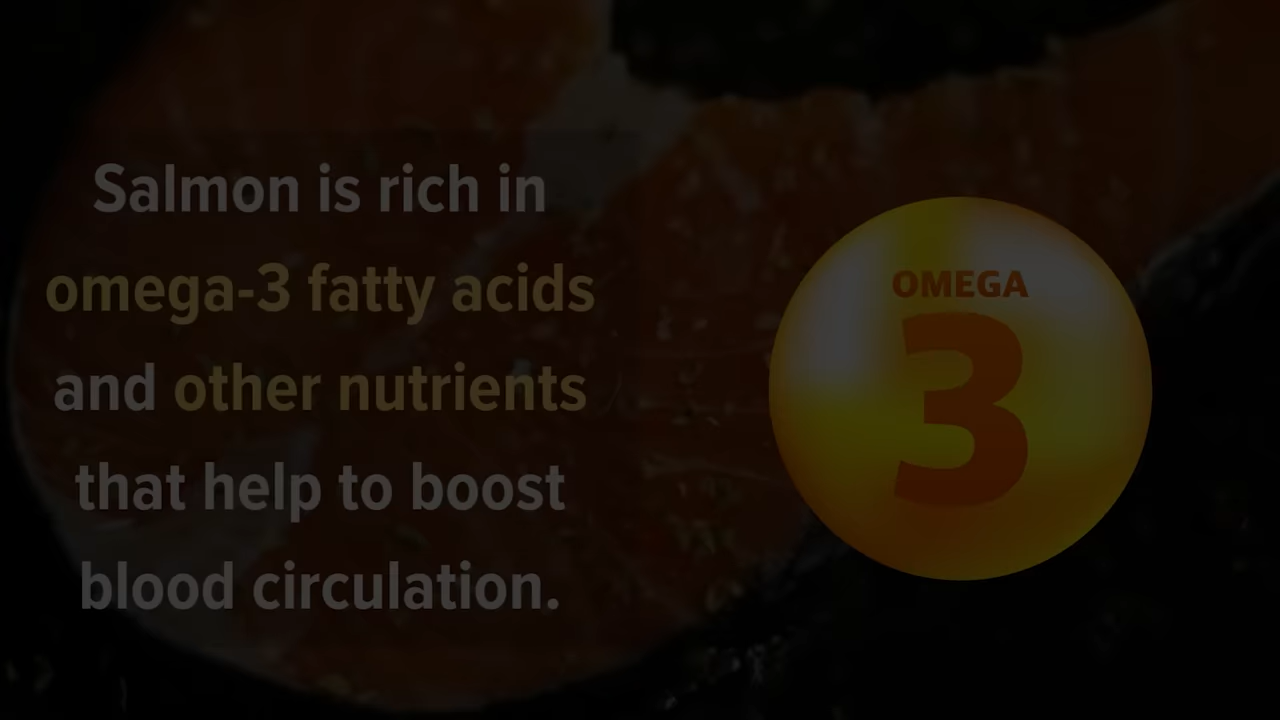 Salmon is rich in
omega-3 fatty acids
and other nutrients
that help to boost
blood circulation.
OMEGA
3